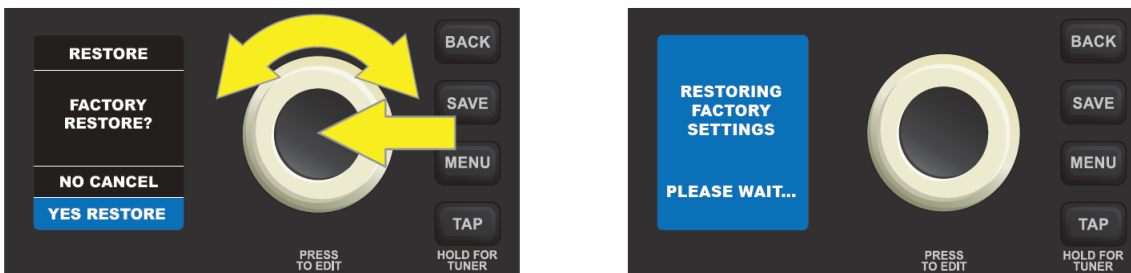 RESTORE
FACTORY
RESTORE?
NO CANCEL
YES RESTORE
BACK
SAVE
MENU
TAP
PRESS
TO EDIT
HOLD FOR
TUNER
RESTORING
FACTORY
SETTINGS
PLEASE WAIT...
BACK
SAVE
MENU
TAP
PRESS
TO EDIT
HOLD FOR
TUNER